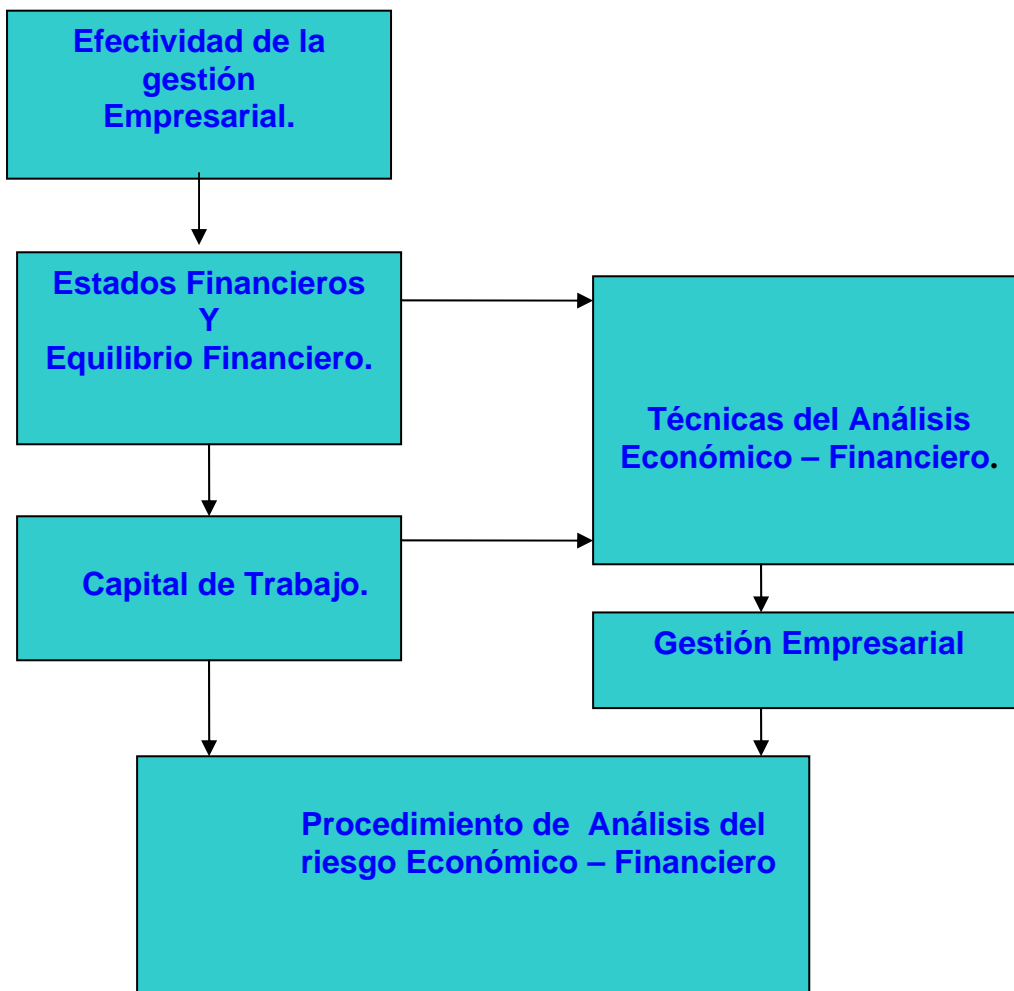 Efectividad de la
gestión
Empresarial.
Estados Financieros
Y
Equilibrio Financiero.
Técnicas del Análisis
Económico – Financiero.
Capital de Trabajo.
Gestión Empresarial
Procedimiento de  Análisis del
riesgo Económico – Financiero